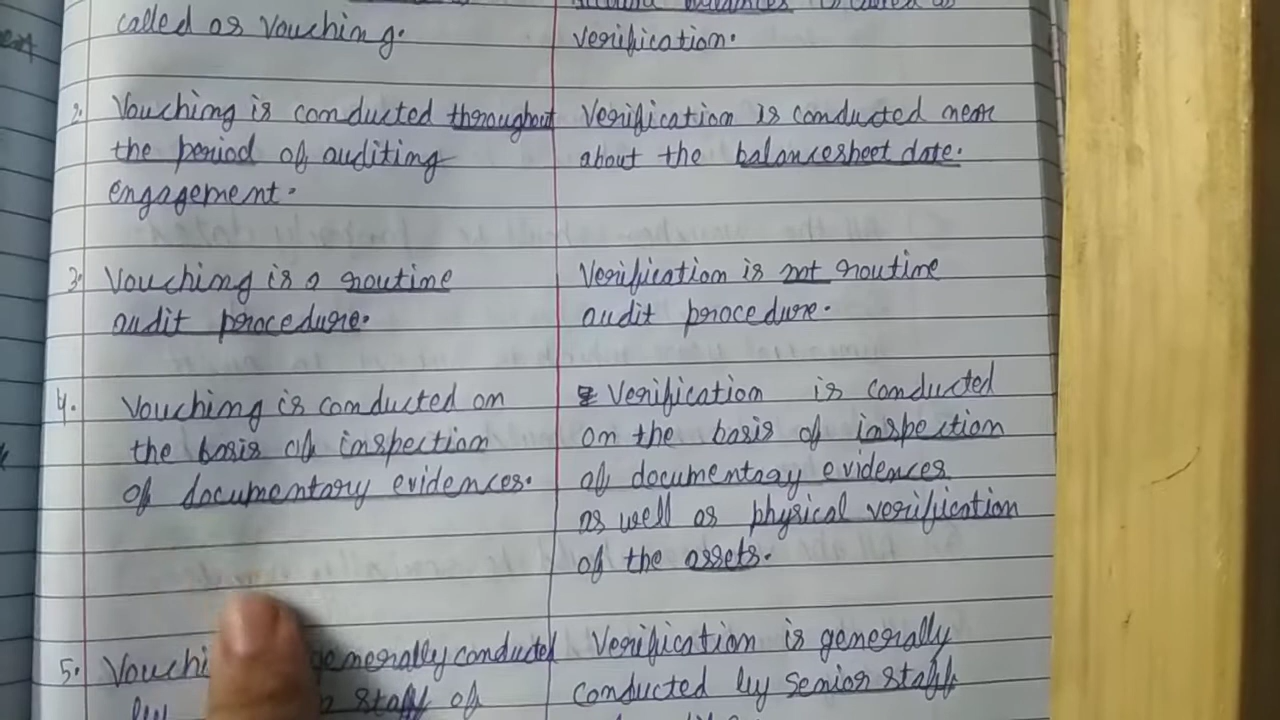 called as Vouching.
verification.
2. Vouching is conducted throughout
the period of auditing
engagement.
Verification is conducted near
about the balancesheet date.
3. Vouching is a routine
audit procedure.
Verification is not routine
audit procedure.
4. Vouching is conducted on
the basis of inspection
of documentary evidences.
Verification is conducted
on the basis of inspection
of documentray evidences
as well as physical verification
of the assets.
5. Vouchi generally conducted
staff of
Verification is generally
conducted by senior staff